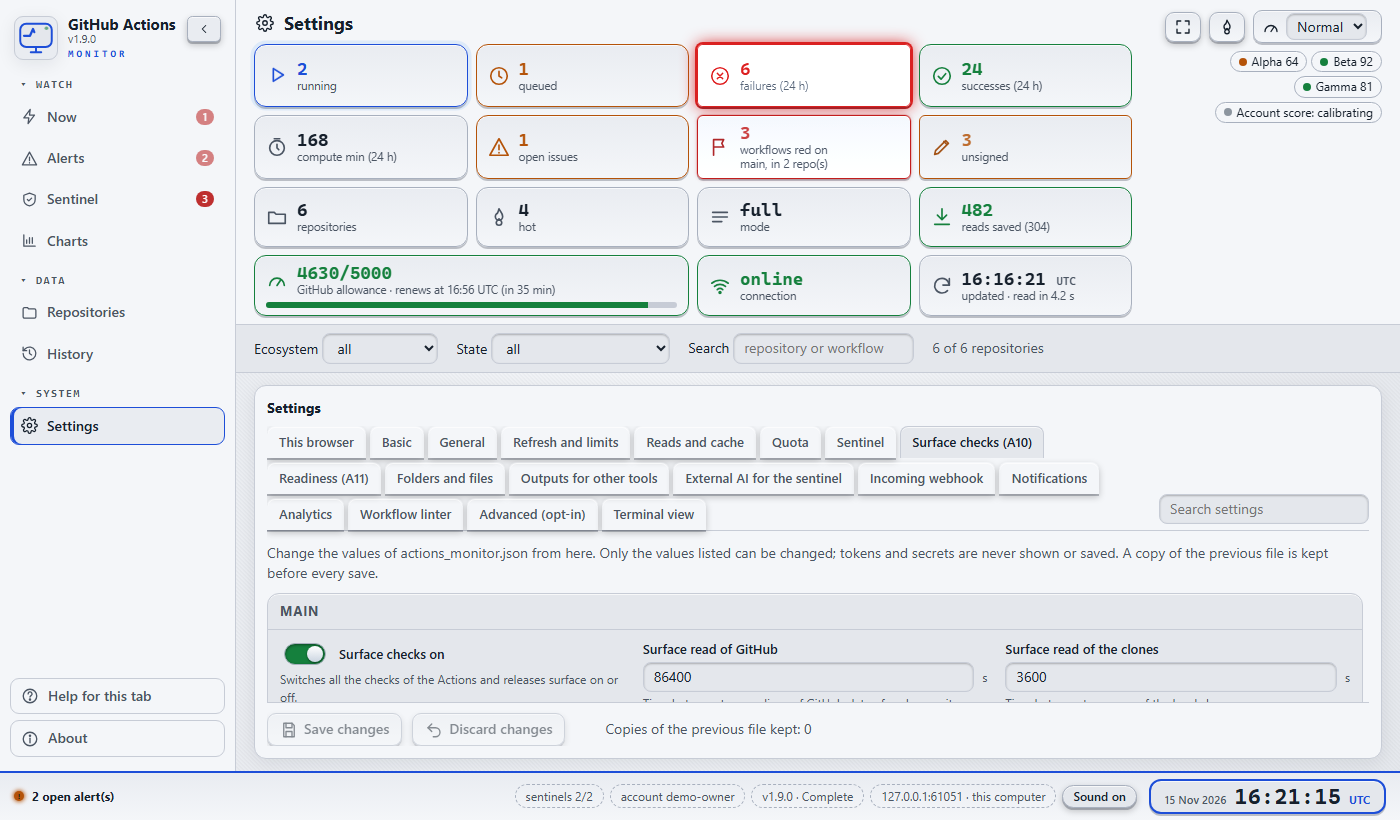 GitHub Actions
v1.9.0
MONITOR
WATCH
Now 1
Alerts 2
Sentinel 3
Charts
DATA
Repositories
History
SYSTEM
Settings
Help for this tab
About
Settings
Normal
Alpha 64
Beta 92
Gamma 81
Account score: calibrating
2
running
1
queued
6
failures (24 h)
24
successes (24 h)
168
compute min (24 h)
1
open issues
3
workflows red on
main, in 2 repo(s)
3
unsigned
6
repositories
4
hot
full
mode
482
reads saved (304)
4630/5000
GitHub allowance · renews at 16:56 UTC (in 35 min)
online
connection
16:16:21 UTC
updated · read in 4.2 s
Ecosystem all State all Search repository or workflow 6 of 6 repositories
Settings
This browser Basic General Refresh and limits Reads and cache Quota Sentinel Surface checks (A10)
Readiness (A11) Folders and files Outputs for other tools External AI for the sentinel Incoming webhook Notifications
Analytics Workflow linter Advanced (opt-in) Terminal view
Search settings
Change the values of actions_monitor.json from here. Only the values listed can be changed; tokens and secrets are never shown or saved. A copy of the previous file is kept
before every save.
MAIN
Surface checks on
Switches all the checks of the Actions and releases surface on or
off.
Surface read of GitHub
86400 s
Surface read of the clones
3600 s
Save changes Discard changes Copies of the previous file kept: 0
2 open alert(s)
sentinels 2/2 account demo-owner v1.9.0 · Complete 127.0.0.1:61051 · this computer Sound on 15 Nov 2026 16:21:15 UTC